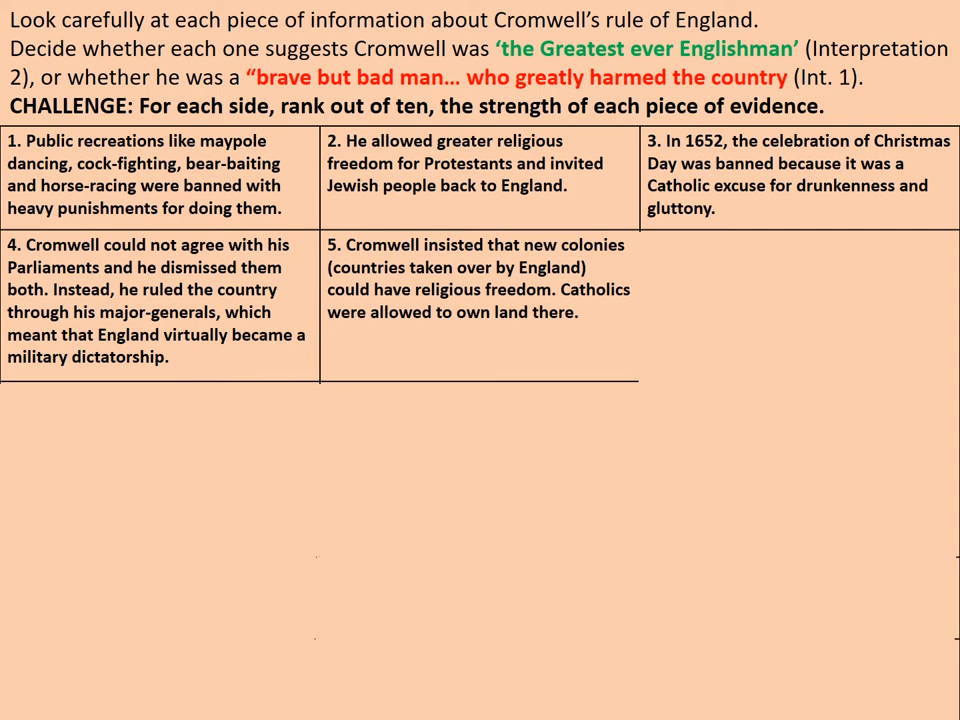 Look carefully at each piece of information about Cromwell’s rule of England.
Decide whether each one suggests Cromwell was ‘the Greatest ever Englishman’ (Interpretation
2), or whether he was a “brave but bad man… who greatly harmed the country (Int. 1).
CHALLENGE: For each side, rank out of ten, the strength of each piece of evidence.
1. Public recreations like maypole
dancing, cock-fighting, bear-baiting
and horse-racing were banned with
heavy punishments for doing them.
2. He allowed greater religious
freedom for Protestants and invited
Jewish people back to England.
3. In 1652, the celebration of Christmas
Day was banned because it was a
Catholic excuse for drunkenness and
gluttony.
4. Cromwell could not agree with his
Parliaments and he dismissed them
both. Instead, he ruled the country
through his major-generals, which
meant that England virtually became a
military dictatorship.
5. Cromwell insisted that new colonies
(countries taken over by England)
could have religious freedom. Catholics
were allowed to own land there.